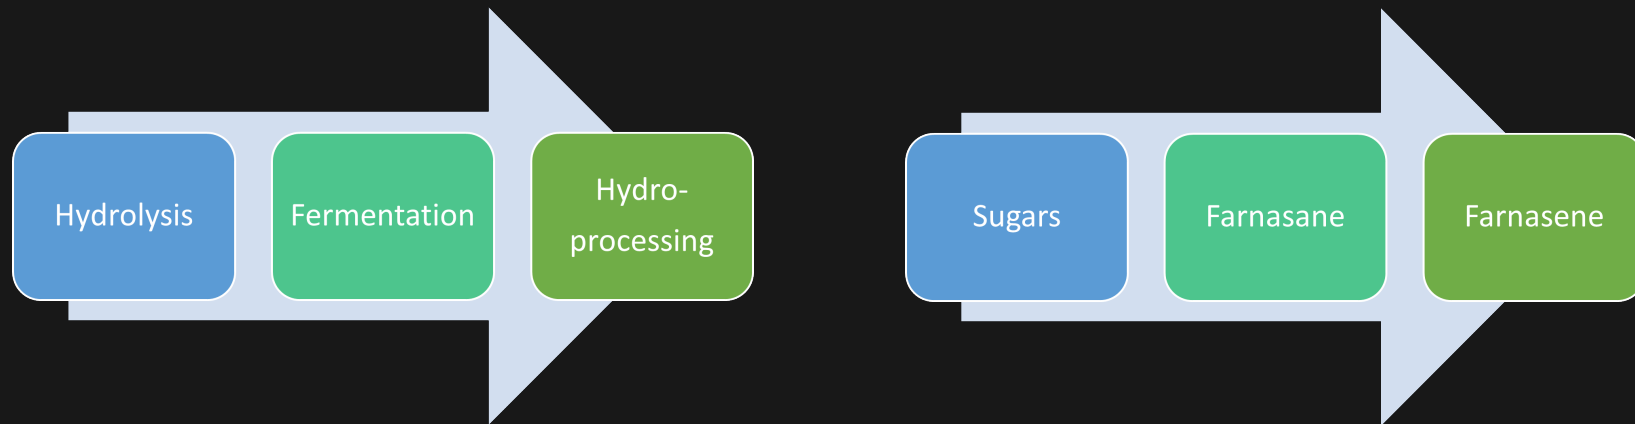 Hydrolysis
Fermentation
Hydro-
processing
Sugars
Farnasane
Farnasene